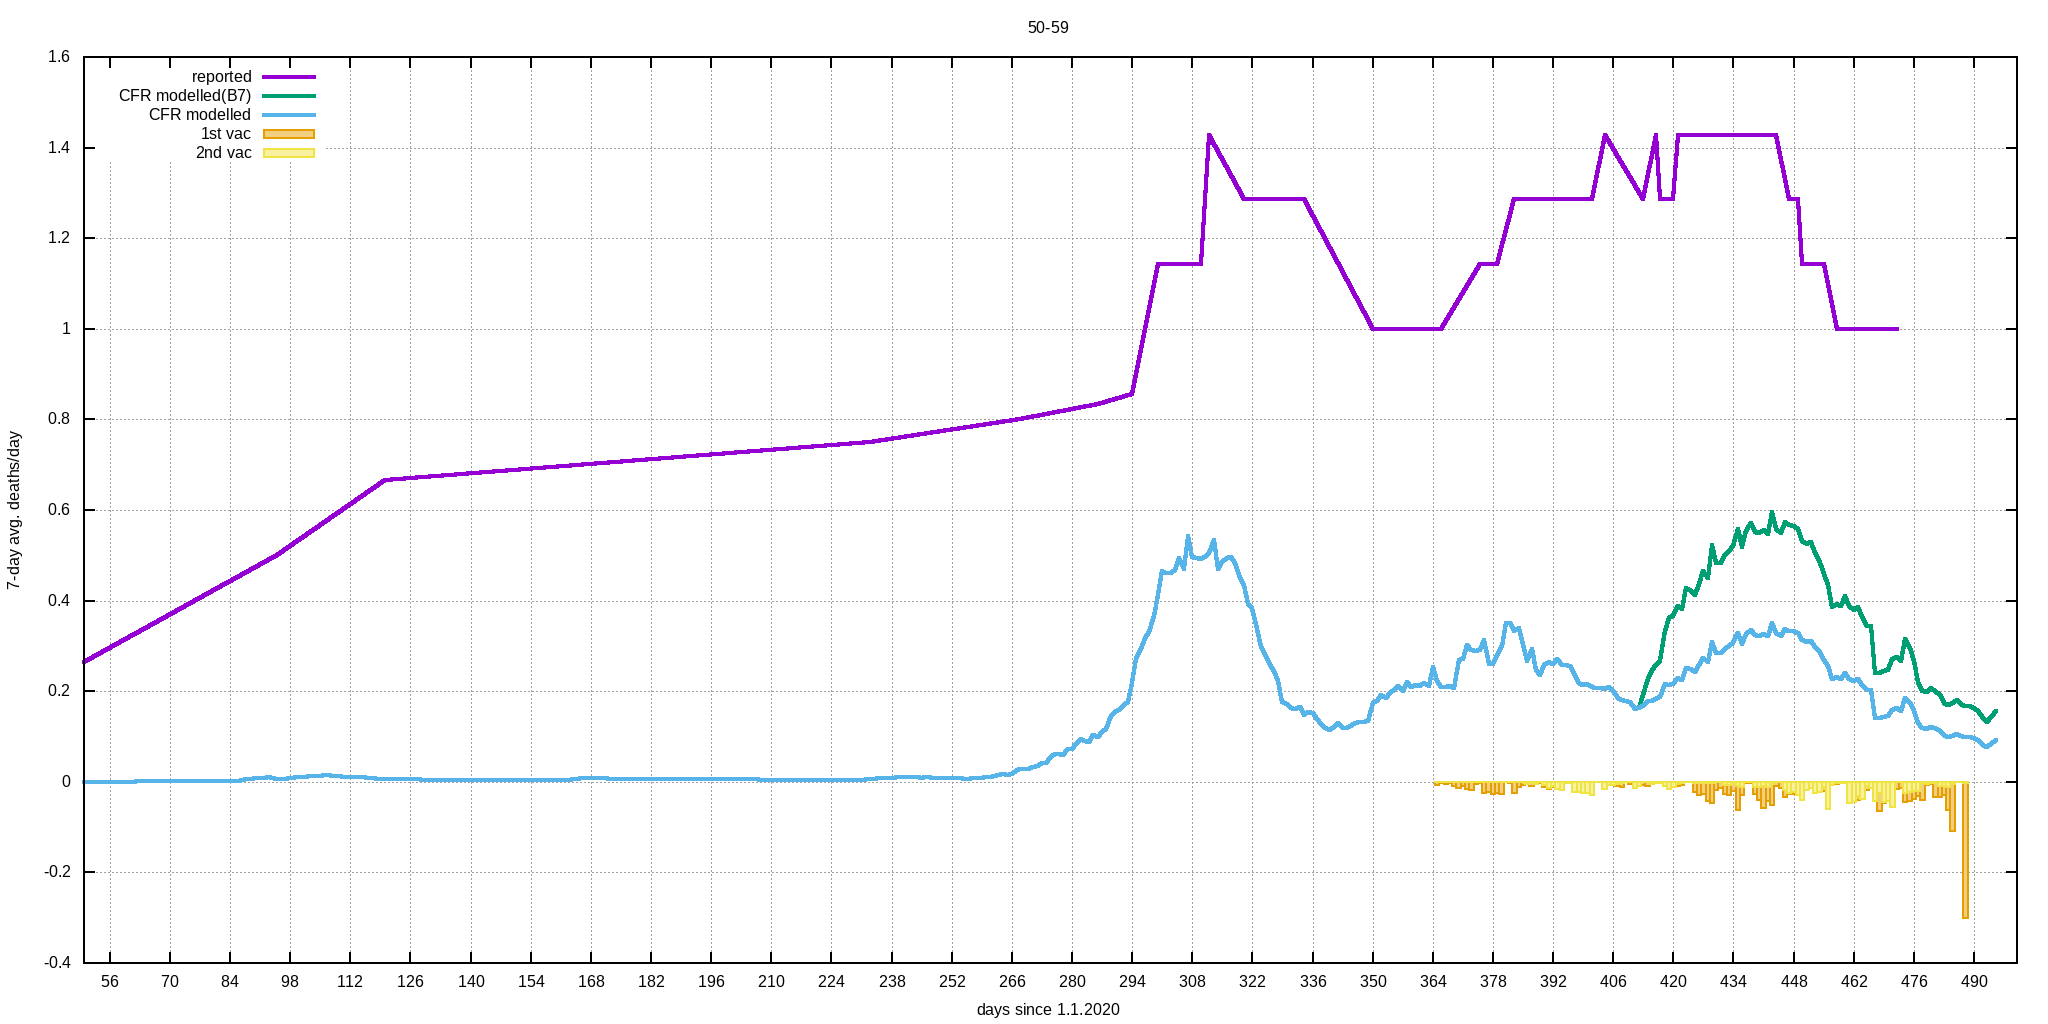 50-59
1.6
1.4
1.2
1
0.8
0.6
0.4
0.2
0
-0.2
-0.4
7-day avg. deaths/day
reported
CFR modelled(B7)
CFR modelled
1st vac
2nd vac
56 70 84 98 112 126 140 154 168 182 196 210 224 238 252 266 280 294 308 322 336 350 364 378 392 406 420 434 448 462 476 490
days since 1.1.2020